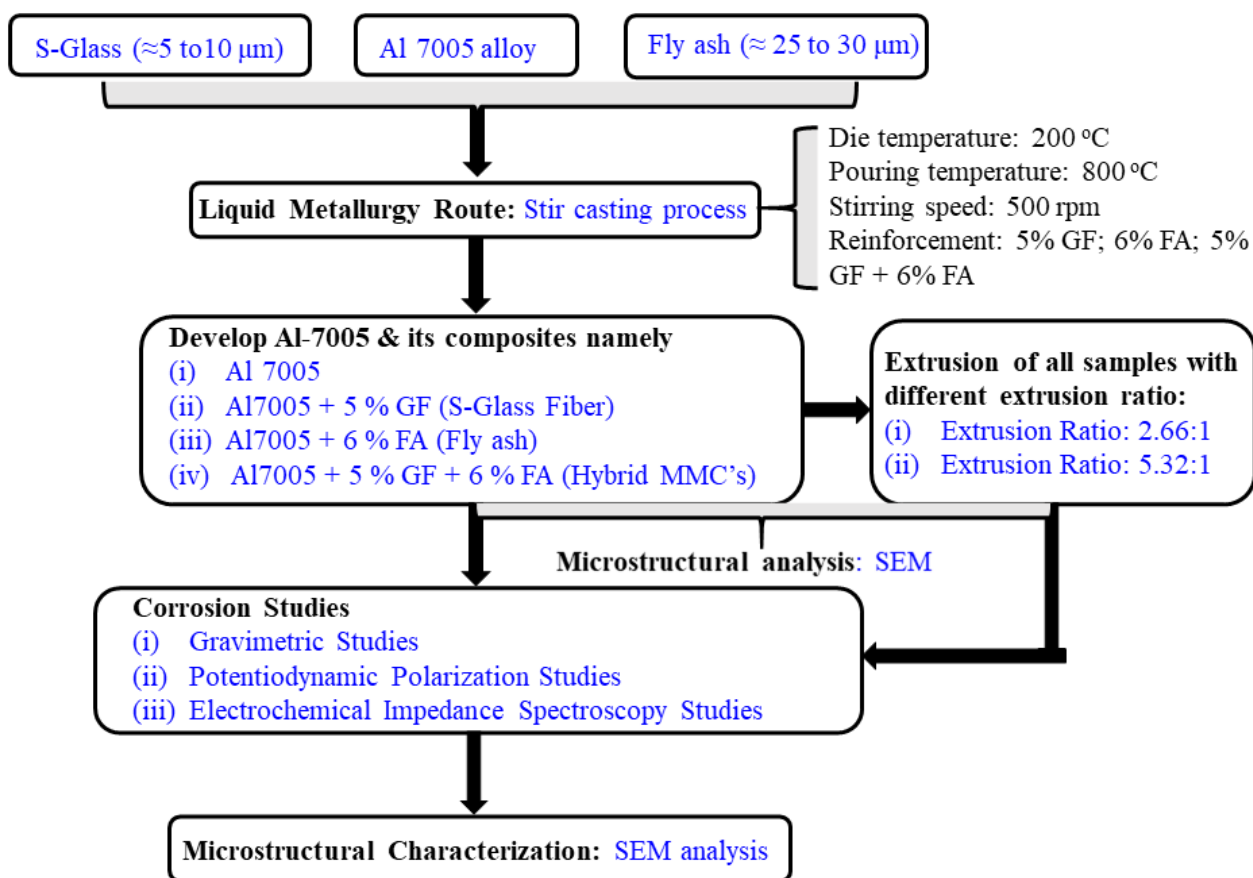 S-Glass (≈5 to10 μm)
Al 7005 alloy
Fly ash (≈ 25 to 30 μm)
Die temperature: 200 ᵒC
Pouring temperature: 800 ᵒC
Stirring speed: 500 rpm
Reinforcement: 5% GF; 6% FA; 5%
GF + 6% FA
Liquid Metallurgy Route: Stir casting process
Develop Al-7005 & its composites namely
(i) Al 7005
(ii) Al7005 + 5 % GF (S-Glass Fiber)
(iii) Al7005 + 6 % FA (Fly ash)
(iv) Al7005 + 5 % GF + 6 % FA (Hybrid MMC's)
Extrusion of all samples with
different extrusion ratio:
(i) Extrusion Ratio: 2.66:1
(ii) Extrusion Ratio: 5.32:1
Microstructural analysis: SEM
Corrosion Studies
(i) Gravimetric Studies
(ii) Potentiodynamic Polarization Studies
(iii) Electrochemical Impedance Spectroscopy Studies
Microstructural Characterization: SEM analysis